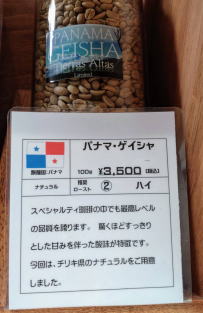 PANAMA
GEISHA
Tierras Altas
Limited
パナマ・ゲイシャ
原産国：パナマ
100g ¥3,500 (税込)
ナチュラル
推奨
ロースト
② ハイ
スペシャルティ珈琲の中でも最高レベル
の品質を誇ります。 驚くほどすっきり
とした甘みを伴った酸味が特徴です。
今回は、チリキ県のナチュラルをご用意
しました。